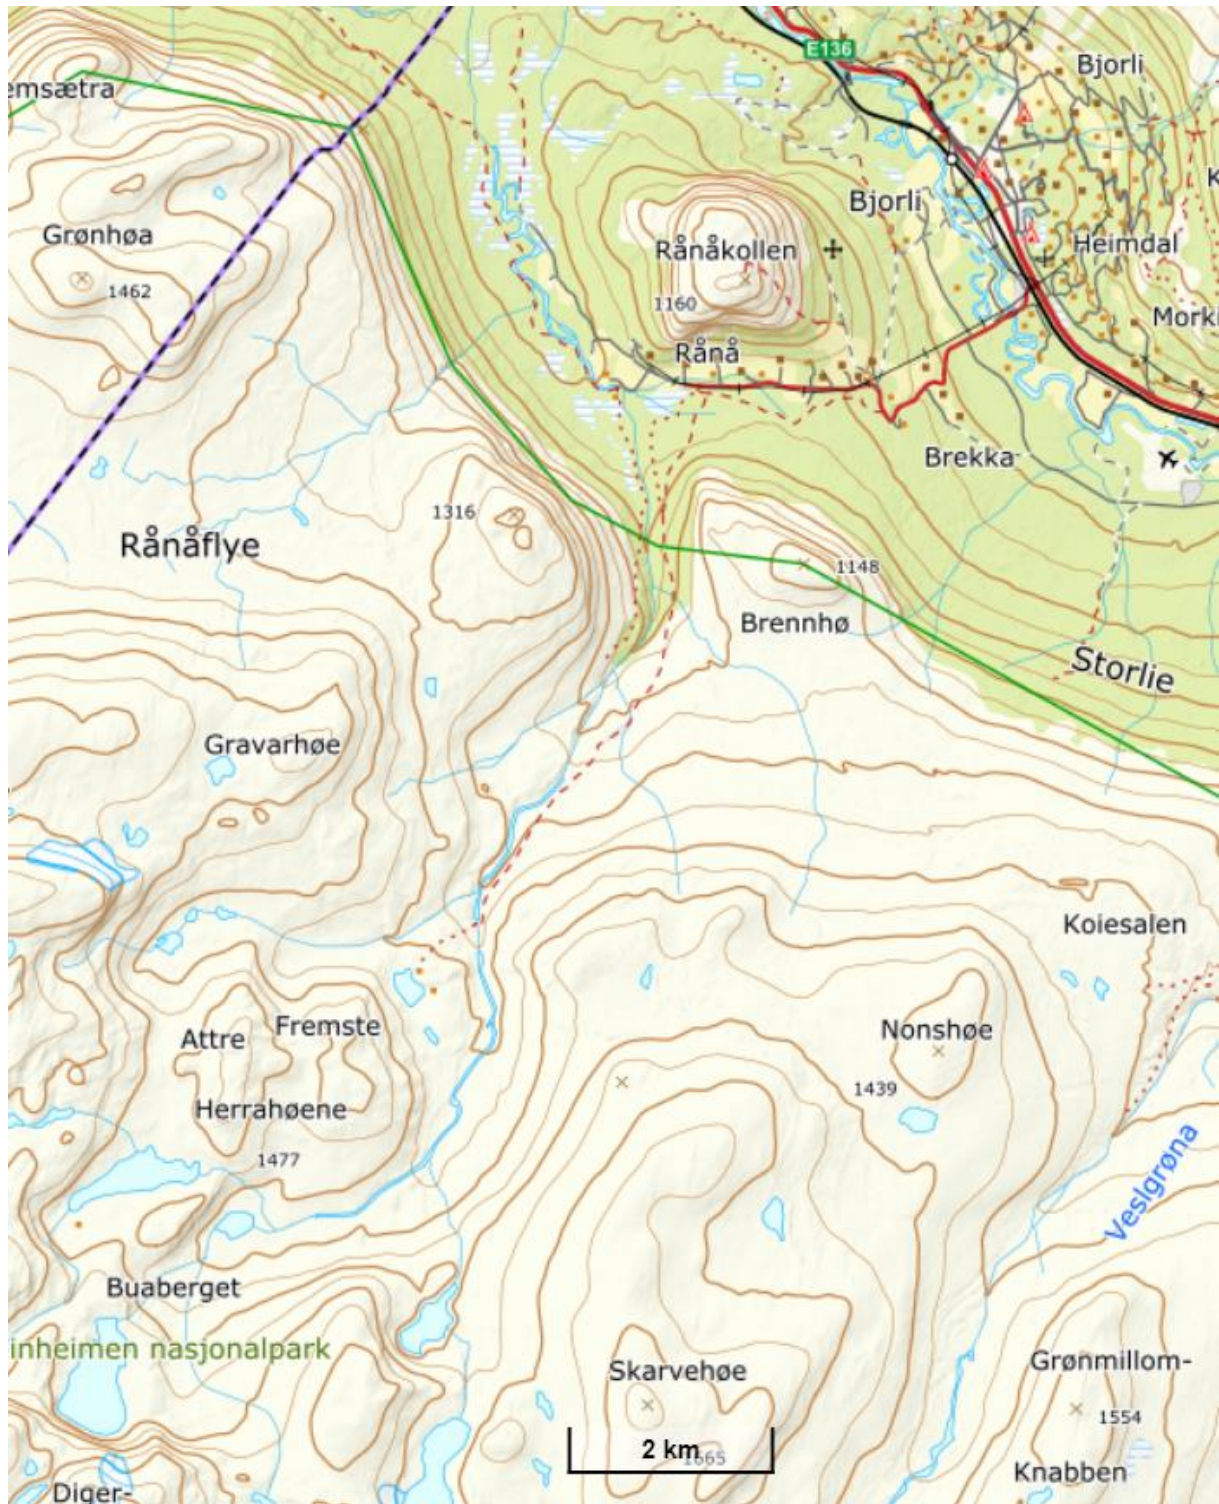 E136
Bjorli
emsætra
Bjorli
Grønhøa
Rånåkollen
Heimdal
1462
1160
Morki
Rånå
Brekka
1316
Rånåflye
1148
Brennhø
Storlie
Gravarhøe
Koiesalen
Attre
Fremste
Nonshøe
1439
Herrahøene
1477
Veslgrøna
Buaberget
inheimen nasjonalpark
Skarvehøe
Grønmillom-
1554
2 km
1665
Knabben
Diger-